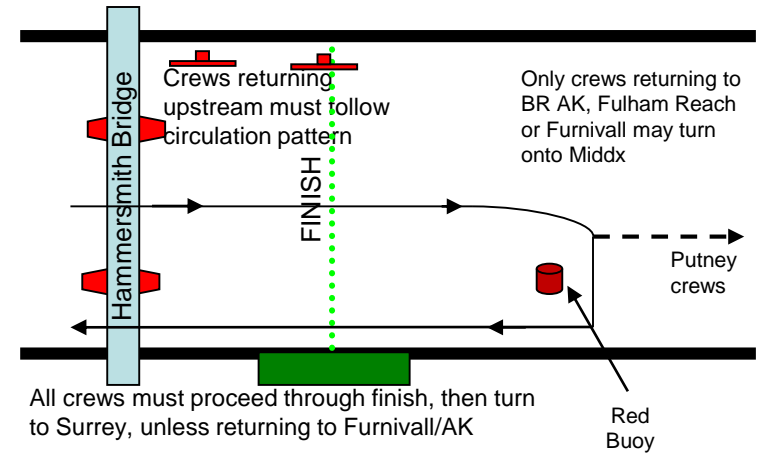 Hammersmith Bridge
Crews returning
upstream must follow
circulation pattern
FINISH
Only crews returning to
BR AK, Fulham Reach
or Furnivall may turn
onto Middx
Putney
crews
All crews must proceed through finish, then turn
to Surrey, unless returning to Furnivall/AK
Red
Buoy